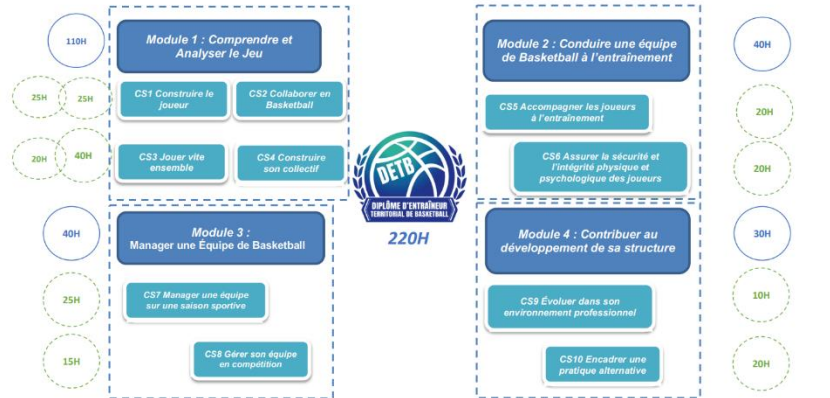 110H
Module 1 : Comprendre et
Analyser le Jeu
25H
25H
CS1 Construire le
joueur
CS2 Collaborer en
Basketball
20H
40H
CS3 Jouer vite
ensemble
CS4 Construire
son collectif
Module 2 : Conduire une équipe
de Basketball à l'entraînement
40H
CS5 Accompagner les joueurs
à l'entraînement
20H
CS6 Assurer la sécurité et
l'intégrité physique et
psychologique des joueurs
20H
DETB
DIPLÔME D'ENTRAÎNEUR
TERRITORIAL DE BASKETBALL
220H
40H
Module 3 :
Manager une Équipe de Basketball
25H
CS7 Manager une équipe
sur une saison sportive
15H
CS8 Gérer son équipe
en compétition
Module 4 : Contribuer au
développement de sa structure
30H
CS9 Évoluer dans son
environnement professionnel
10H
CS10 Encadrer une
pratique alternative
20H